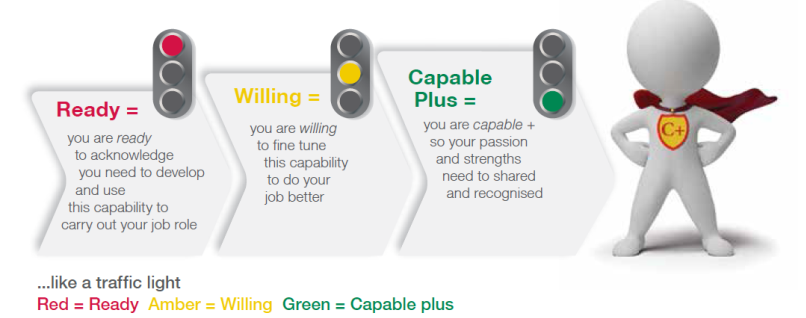 Ready =
you are ready
to acknowledge
you need to develop
and use
this capability to
carry out your job role
Willing =
you are willing
to fine tune
this capability
to do your
job better
Capable
Plus =
you are capable +
so your passion
and strengths
need to shared
and recognised
C+
...like a traffic light
Red = Ready Amber = Willing Green = Capable plus